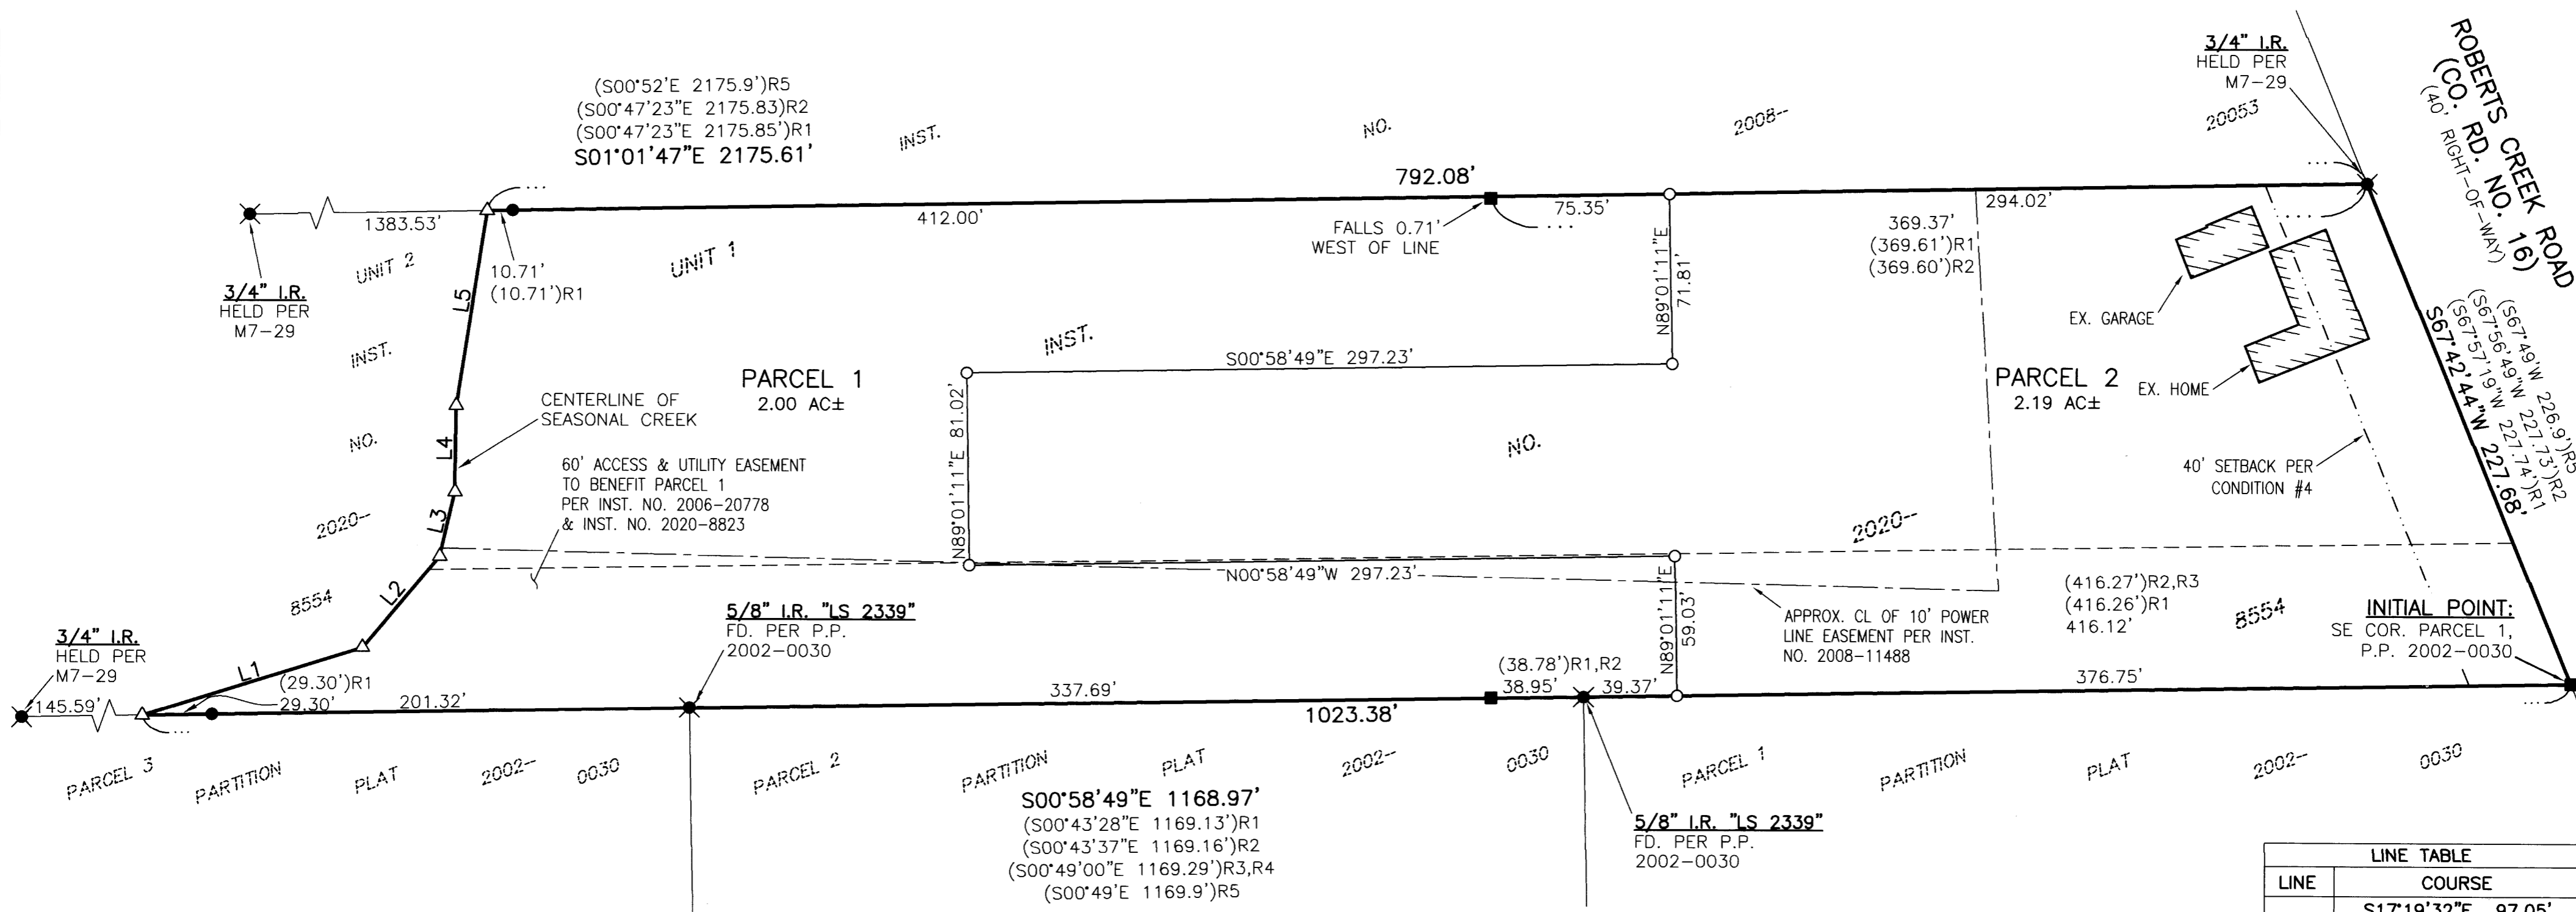 (S00°52'E 2175.9')R5
(S00°47'23"E 2175.83)R2
(S00°47'23"E 2175.85')R1
S01°01'47"E 2175.61'
INST.
NO.
2008--
20053
3/4" I.R.
HELD PER
M7-29
ROBERTS CREEK ROAD
(CO. RD. NO. 16)
(40' RIGHT-OF-WAY)
792.08'
1383.53'
412.00'
75.35'
294.02'
FALLS 0.71'
WEST OF LINE
369.37'
(369.61')R1
(369.60')R2
10.71'
(10.71')R1
UNIT 2
UNIT 1
3/4" I.R.
HELD PER
M7-29
L5
N89°01'11"E
71.81'
EX. GARAGE
INST.
INST.
S00°58'49"E 297.23'
(S67°49'W 226.9')R5
(S67°56'49"W 227.73')R2
(S67°57'19"W 227.74')R1
S67°42'44"W 227.68'
PARCEL 1
2.00 AC±
PARCEL 2
2.19 AC±
EX. HOME
CENTERLINE OF
SEASONAL CREEK
NO.
L4
NO.
N89°01'11"E 81.02'
60' ACCESS & UTILITY EASEMENT
TO BENEFIT PARCEL 1
PER INST. NO. 2006-20778
& INST. NO. 2020-8823
40' SETBACK PER
CONDITION #4
2020--
L3
2020--
N00°58'49"W 297.23'
8554
L2
5/8" I.R. "LS 2339"
FD. PER P.P.
2002-0030
N89°01'11"E
59.03'
APPROX. CL OF 10' POWER
LINE EASEMENT PER INST.
NO. 2008-11488
(416.27')R2,R3
(416.26')R1
416.12'
8554
INITIAL POINT:
SE COR. PARCEL 1,
P.P. 2002-0030
3/4" I.R.
HELD PER
M7-29
L1
(29.30')R1
29.30'
145.59'
201.32'
337.69'
(38.78')R1,R2
38.95'
39.37'
376.75'
1023.38'
PARCEL 3
PARTITION
PLAT
2002--
0030
PARCEL 2
PARTITION
PLAT
2002--
0030
PARCEL 1
PARTITION
PLAT
2002--
0030
S00°58'49"E 1168.97'
(S00°43'28"E 1169.13')R1
(S00°43'37"E 1169.16')R2
(S00°49'00"E 1169.29')R3,R4
(S00°49'E 1169.9')R5
5/8" I.R. "LS 2339"
FD. PER P.P.
2002-0030
LINE TABLE
LINE COURSE
S17°19'32"E 97.05'